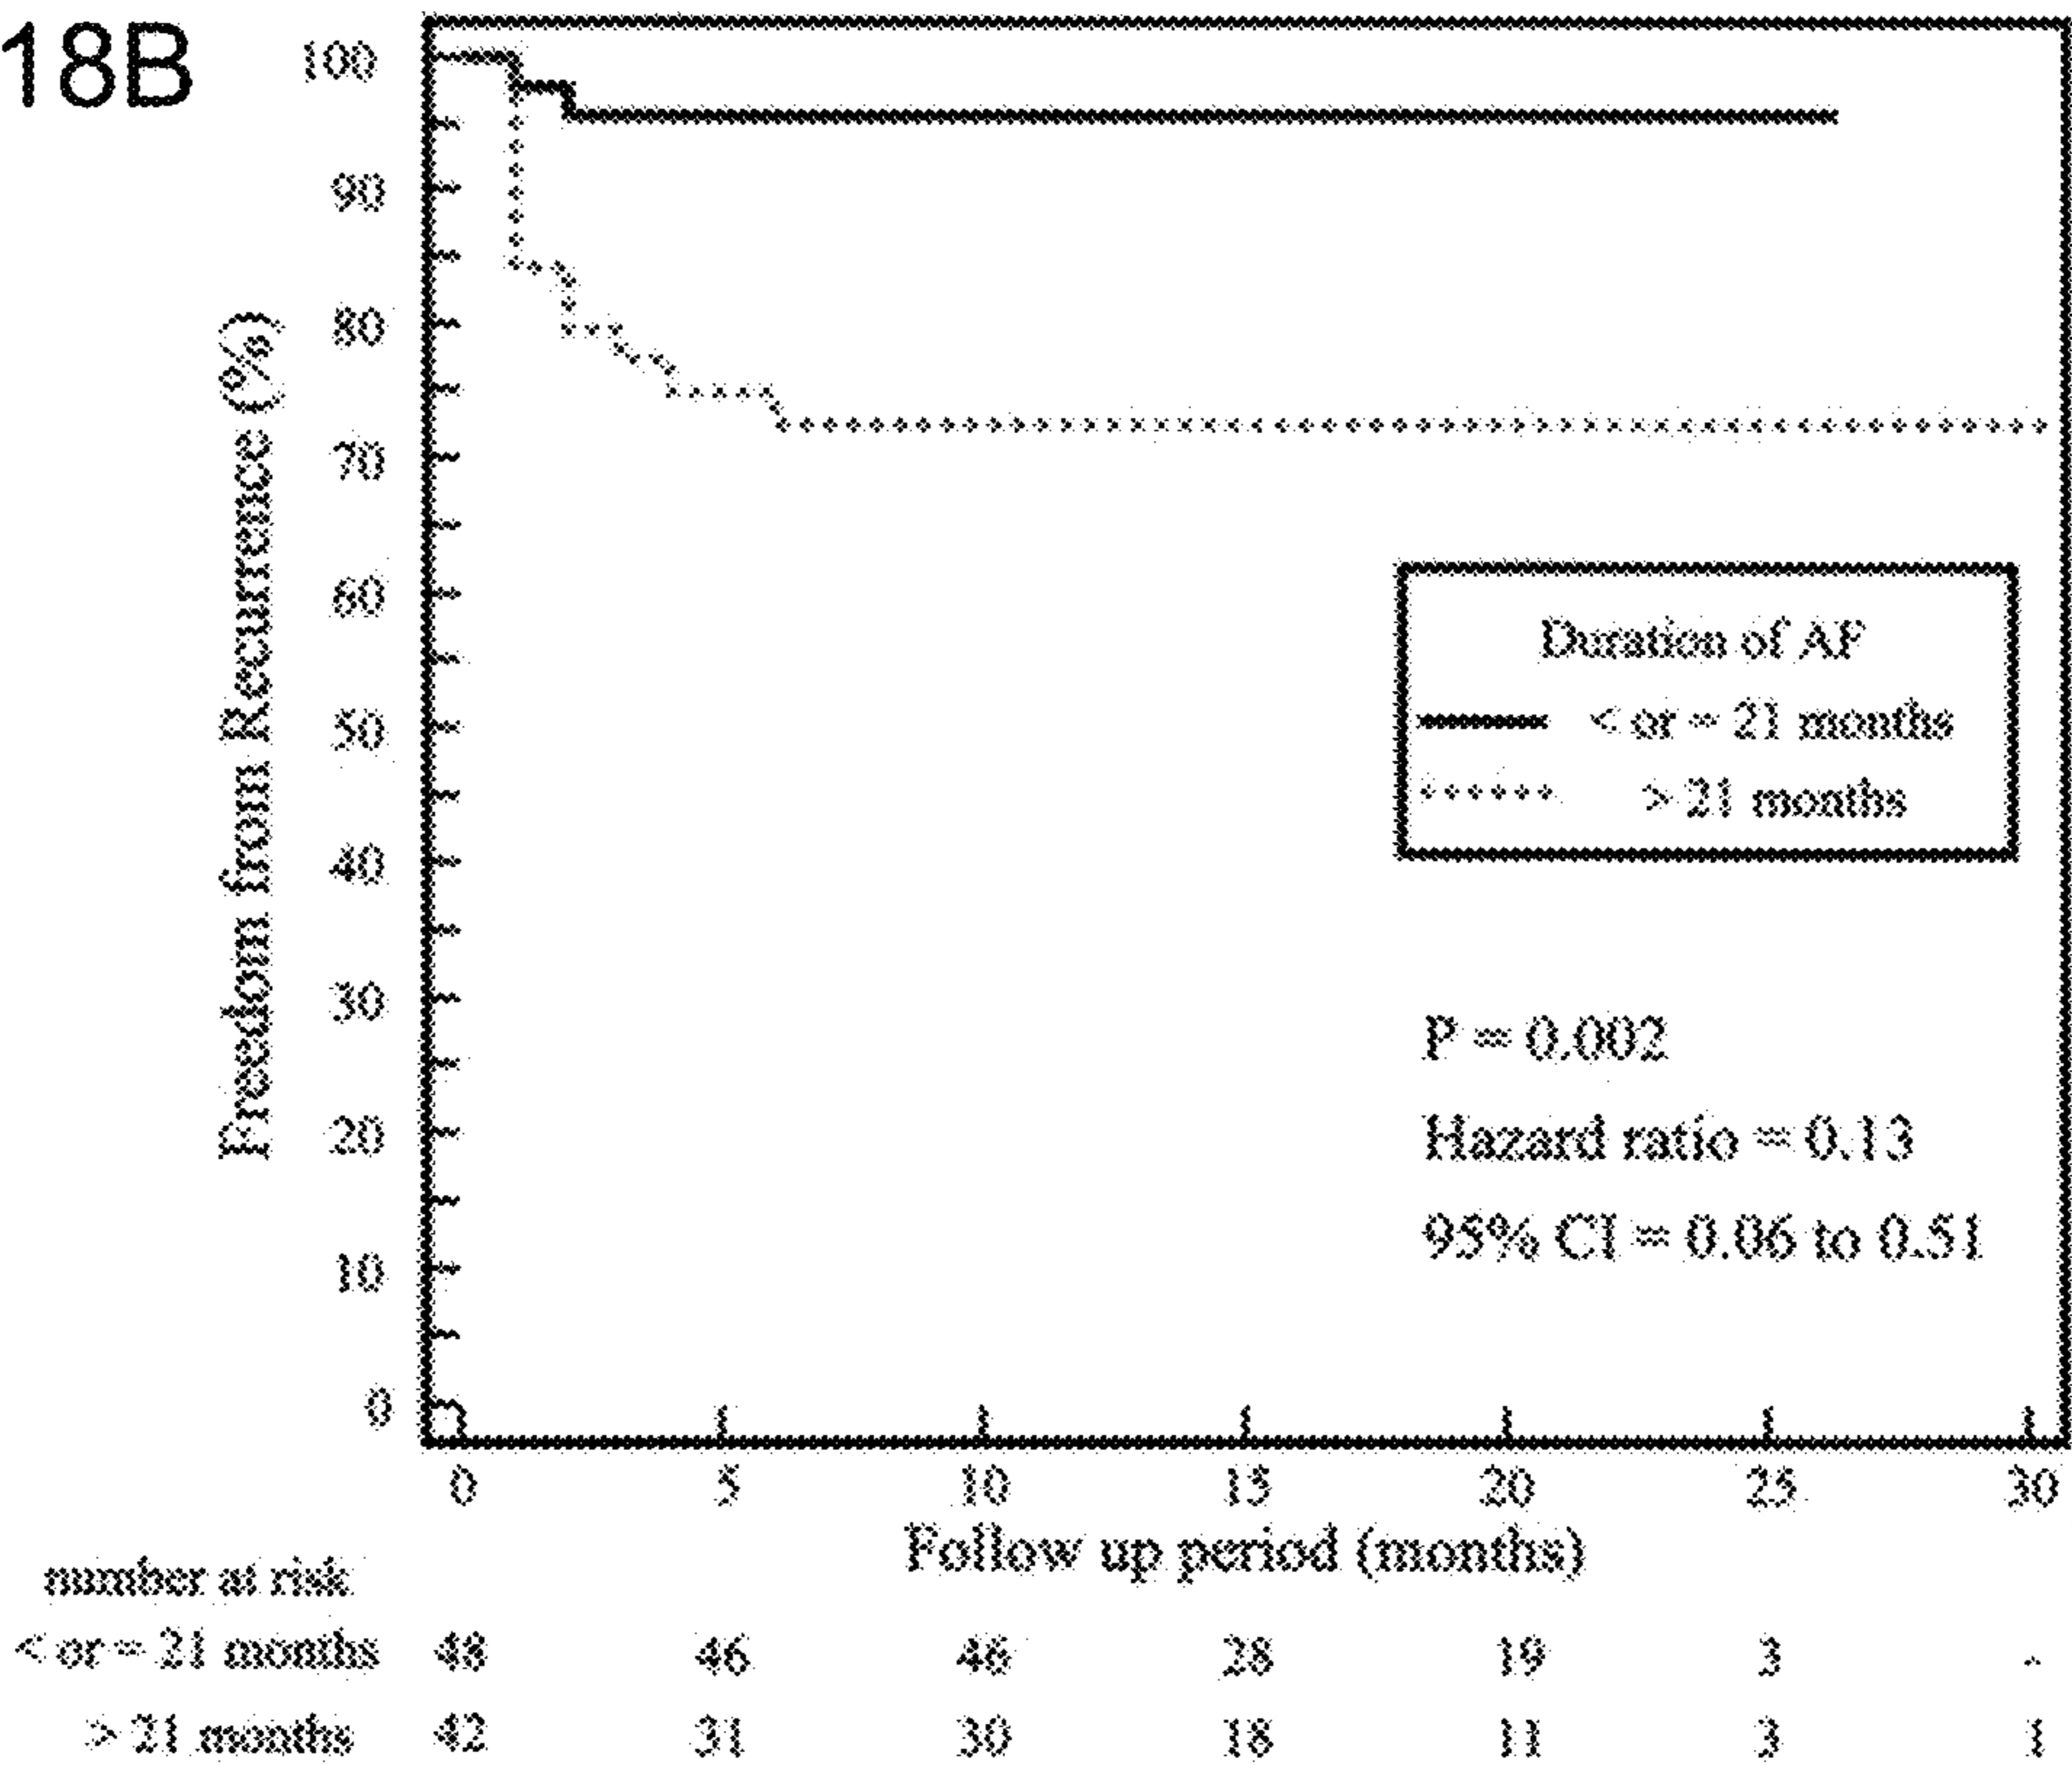 18B
Freedom from Recurrence (%)
100
90
80
70
60
50
40
30
20
10
0
Duration of AF
< or = 21 months
> 21 months
P = 0.002
Hazard ratio = 0.13
95% CI = 0.06 to 0.51
0 5 10 15 20 25 30
Follow up period (months)
number at risk
< or = 21 months 48 46 46 28 19 3 -
> 21 months 42 31 30 18 11 3 1